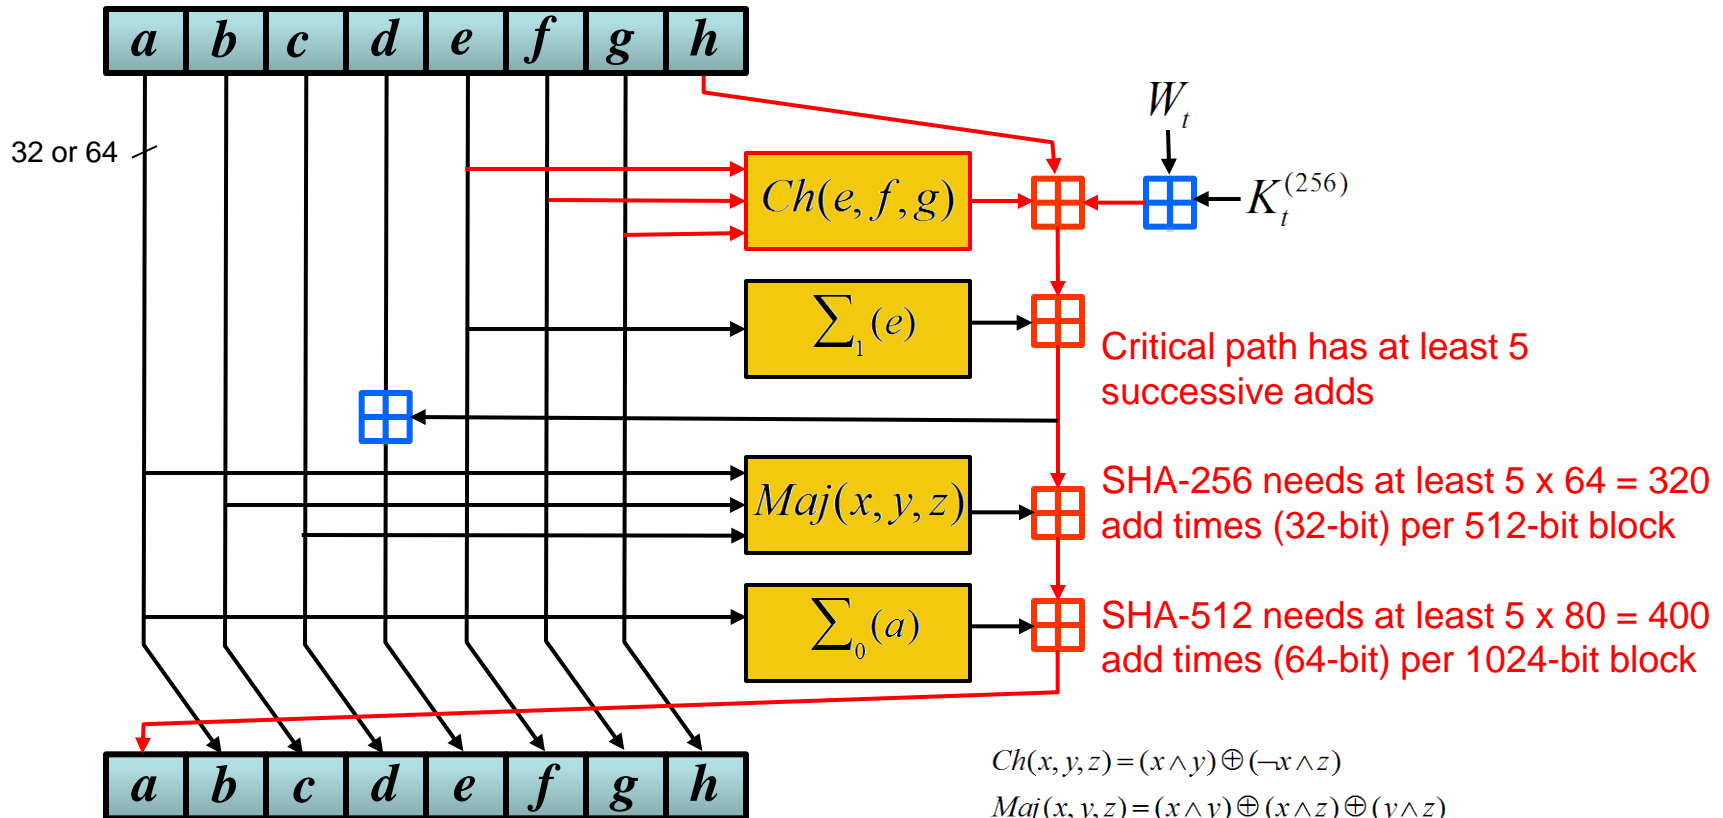 a b c d e f g h
32 or 64
W_t
K_t^{(256)}
Ch(e, f, g)
∑_1(e)
Critical path has at least 5
successive adds
Maj(x, y, z)
SHA-256 needs at least 5 x 64 = 320
add times (32-bit) per 512-bit block
∑_0(a)
SHA-512 needs at least 5 x 80 = 400
add times (64-bit) per 1024-bit block
a b c d e f g h
Ch(x, y, z) = (x ∧ y) ⊕ (¬x ∧ z)
Maj(x, y, z) = (x ∧ y) ⊕ (x ∧ z) ⊕ (y ∧ z)